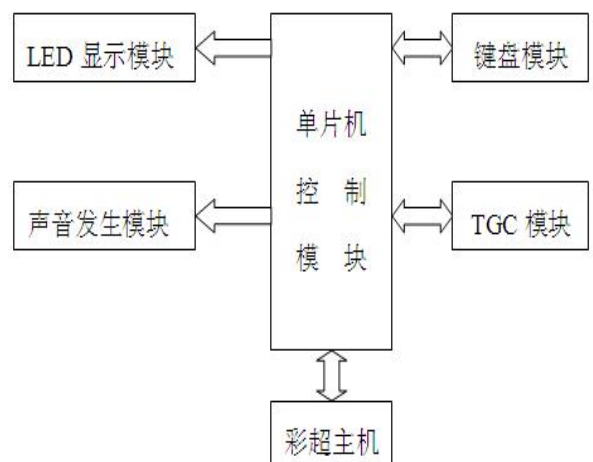 LED 显示模块
键盘模块
单片机
控 制
模 块
声音发生模块
TGC 模块
彩超主机